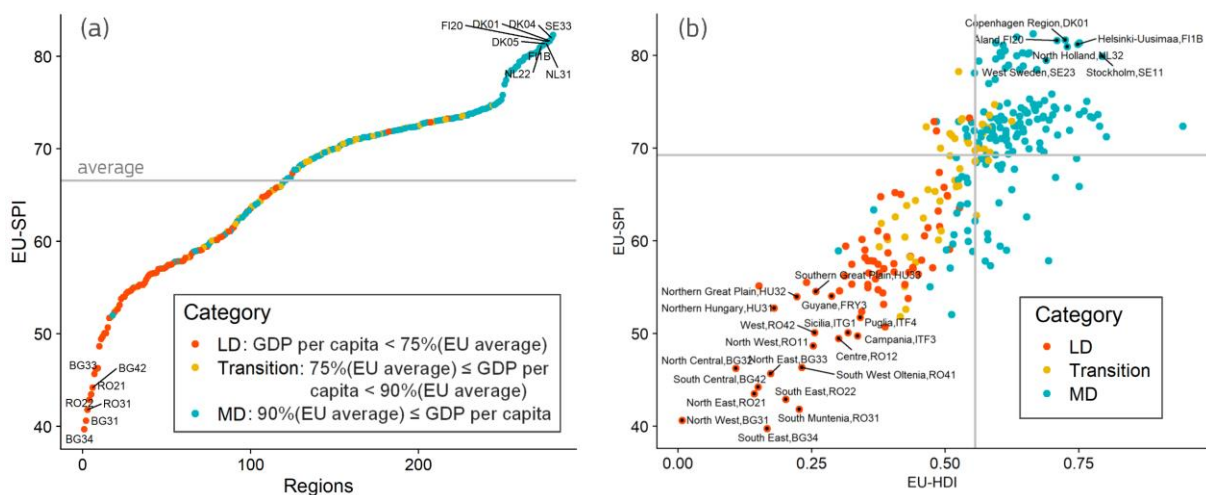 (a)
EU-SPI
80
70
60
50
40
average
FI20
DK01
DK04
SE33
DK05
FI1B
NL22
NL31
BG33
BG42
RO21
RO22
RO31
BG31
BG34
Category
LD: GDP per capita < 75%(EU average)
Transition: 75%(EU average) ≤ GDP per
capita < 90%(EU average)
MD: 90%(EU average) ≤ GDP per capita
0
100
200
Regions
(b)
EU-SPI
80
70
60
50
40
Copenhagen Region,DK01
Aland,FI20
Helsinki-Uusimaa,FI1B
North Holland,NL32
West Sweden,SE23
Stockholm,SE11
Southern Great Plain,HU33
Northern Great Plain,HU32
Guyane,FRY3
Northern Hungary,HU31
West,RO42
Sicilia,ITG1
Puglia,ITF4
North West,RO11
Campania,ITF3
Centre,RO12
North Central,BG32
North East,BG33
South Central,BG42
South West Oltenia,RO41
South East,RO22
North East,RO21
North West,BG31
South Muntenia,RO31
South East,BG34
Category
LD
Transition
MD
0.00
0.25
0.50
0.75
EU-HDI